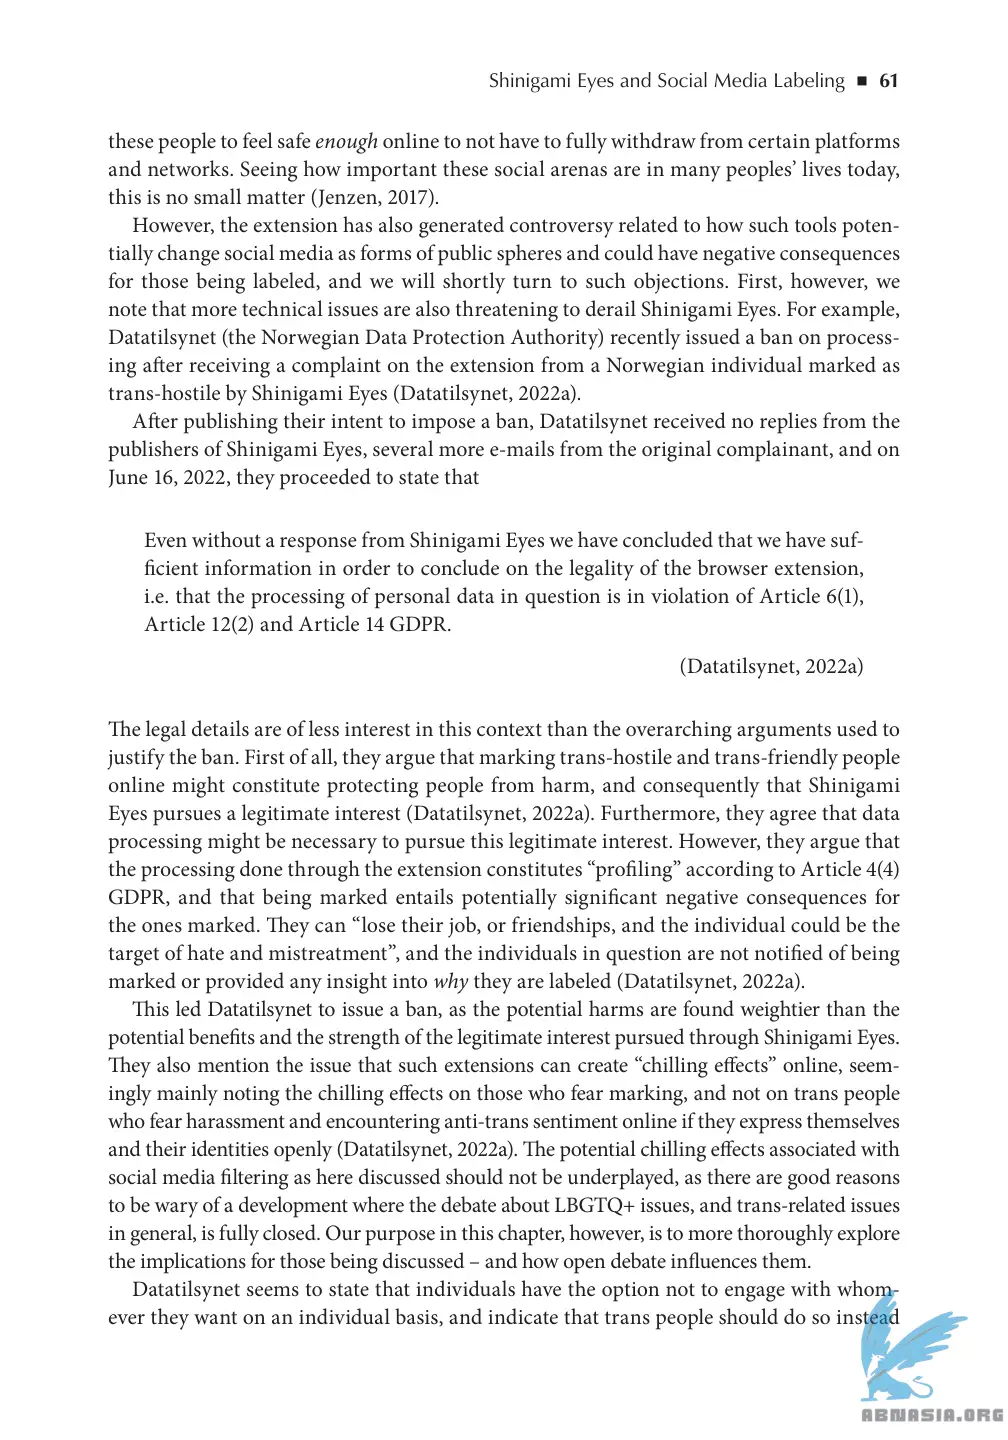 Shinigami Eyes and Social Media Labeling ■ 61
these people to feel safe enough online to not have to fully withdraw from certain platforms
and networks. Seeing how important these social arenas are in many peoples’ lives today,
this is no small matter (Jenzen, 2017).
However, the extension has also generated controversy related to how such tools poten-
tially change social media as forms of public spheres and could have negative consequences
for those being labeled, and we will shortly turn to such objections. First, however, we
note that more technical issues are also threatening to derail Shinigami Eyes. For example,
Datatilsynet (the Norwegian Data Protection Authority) recently issued a ban on process-
ing after receiving a complaint on the extension from a Norwegian individual marked as
trans-hostile by Shinigami Eyes (Datatilsynet, 2022a).
After publishing their intent to impose a ban, Datatilsynet received no replies from the
publishers of Shinigami Eyes, several more e-mails from the original complainant, and on
June 16, 2022, they proceeded to state that
Even without a response from Shinigami Eyes we have concluded that we have suf-
ficient information in order to conclude on the legality of the browser extension,
i.e. that the processing of personal data in question is in violation of Article 6(1),
Article 12(2) and Article 14 GDPR.
(Datatilsynet, 2022a)
The legal details are of less interest in this context than the overarching arguments used to
justify the ban. First of all, they argue that marking trans-hostile and trans-friendly people
online might constitute protecting people from harm, and consequently that Shinigami
Eyes pursues a legitimate interest (Datatilsynet, 2022a). Furthermore, they agree that data
processing might be necessary to pursue this legitimate interest. However, they argue that
the processing done through the extension constitutes “profiling” according to Article 4(4)
GDPR, and that being marked entails potentially significant negative consequences for
the ones marked. They can “lose their job, or friendships, and the individual could be the
target of hate and mistreatment”, and the individuals in question are not notified of being
marked or provided any insight into why they are labeled (Datatilsynet, 2022a).
This led Datatilsynet to issue a ban, as the potential harms are found weightier than the
potential benefits and the strength of the legitimate interest pursued through Shinigami Eyes.
They also mention the issue that such extensions can create “chilling effects” online, seem-
ingly mainly noting the chilling effects on those who fear marking, and not on trans people
who fear harassment and encountering anti-trans sentiment online if they express themselves
and their identities openly (Datatilsynet, 2022a). The potential chilling effects associated with
social media filtering as here discussed should not be underplayed, as there are good reasons
to be wary of a development where the debate about LBGTQ+ issues, and trans-related issues
in general, is fully closed. Our purpose in this chapter, however, is to more thoroughly explore
the implications for those being discussed – and how open debate influences them.
Datatilsynet seems to state that individuals have the option not to engage with whom-
ever they want on an individual basis, and indicate that trans people should do so instead
ABNASIA.ORG